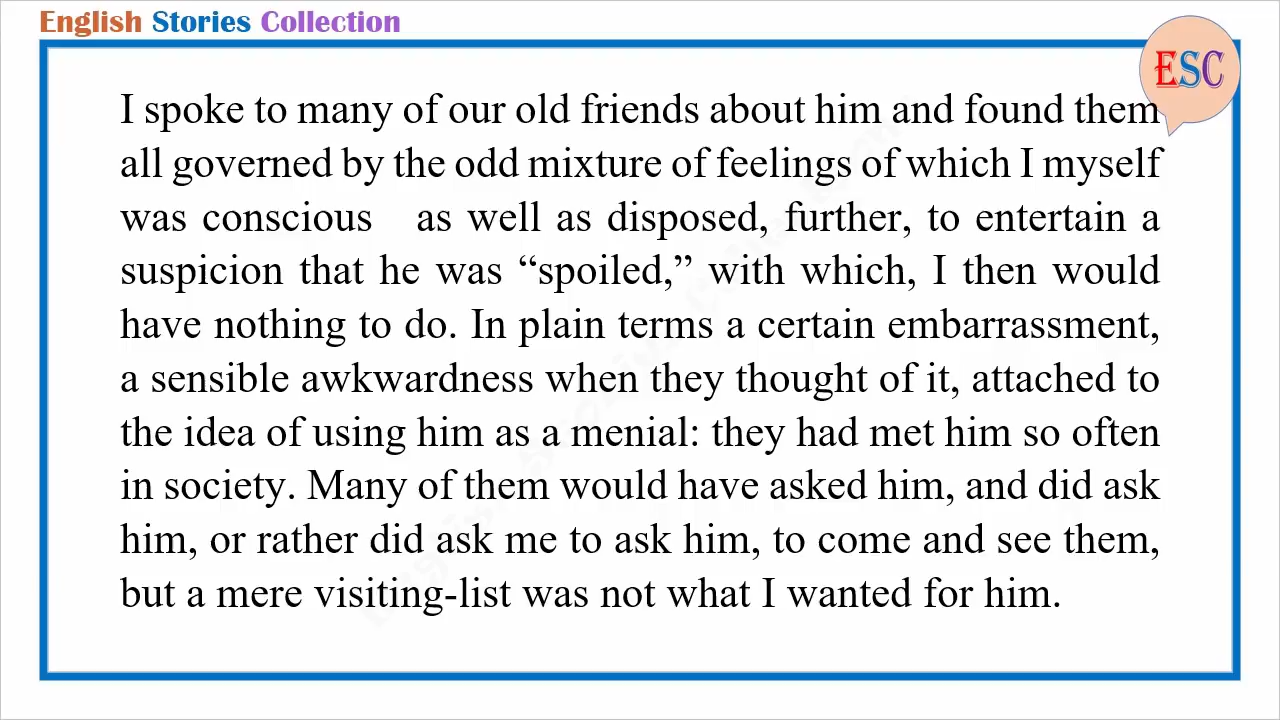 English Stories Collection
ESC
I spoke to many of our old friends about him and found them
all governed by the odd mixture of feelings of which I myself
was conscious as well as disposed, further, to entertain a
suspicion that he was “spoiled,” with which, I then would
have nothing to do. In plain terms a certain embarrassment,
a sensible awkwardness when they thought of it, attached to
the idea of using him as a menial: they had met him so often
in society. Many of them would have asked him, and did ask
him, or rather did ask me to ask him, to come and see them,
but a mere visiting-list was not what I wanted for him.